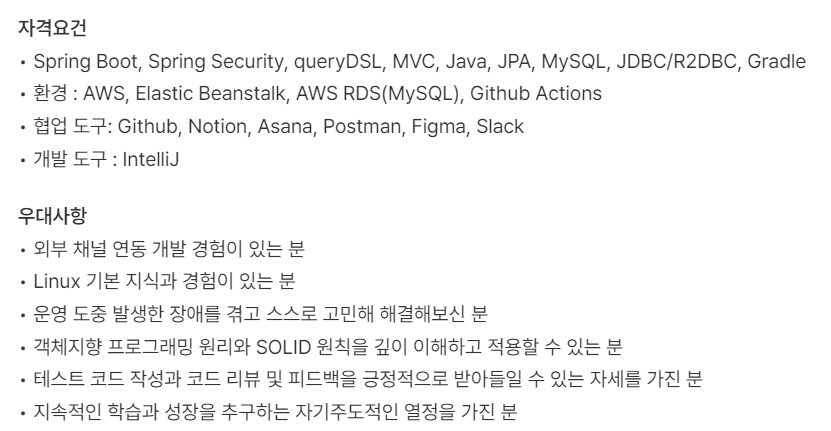 자격요건
• Spring Boot, Spring Security, queryDSL, MVC, Java, JPA, MySQL, JDBC/R2DBC, Gradle
• 환경 : AWS, Elastic Beanstalk, AWS RDS(MySQL), Github Actions
• 협업 도구: Github, Notion, Asana, Postman, Figma, Slack
• 개발 도구 : IntelliJ
우대사항
• 외부 채널 연동 개발 경험이 있는 분
• Linux 기본 지식과 경험이 있는 분
• 운영 도중 발생한 장애를 겪고 스스로 고민해 해결해보신 분
• 객체지향 프로그래밍 원리와 SOLID 원칙을 깊이 이해하고 적용할 수 있는 분
• 테스트 코드 작성과 코드 리뷰 및 피드백을 긍정적으로 받아들일 수 있는 자세를 가진 분
• 지속적인 학습과 성장을 추구하는 자기주도적인 열정을 가진 분